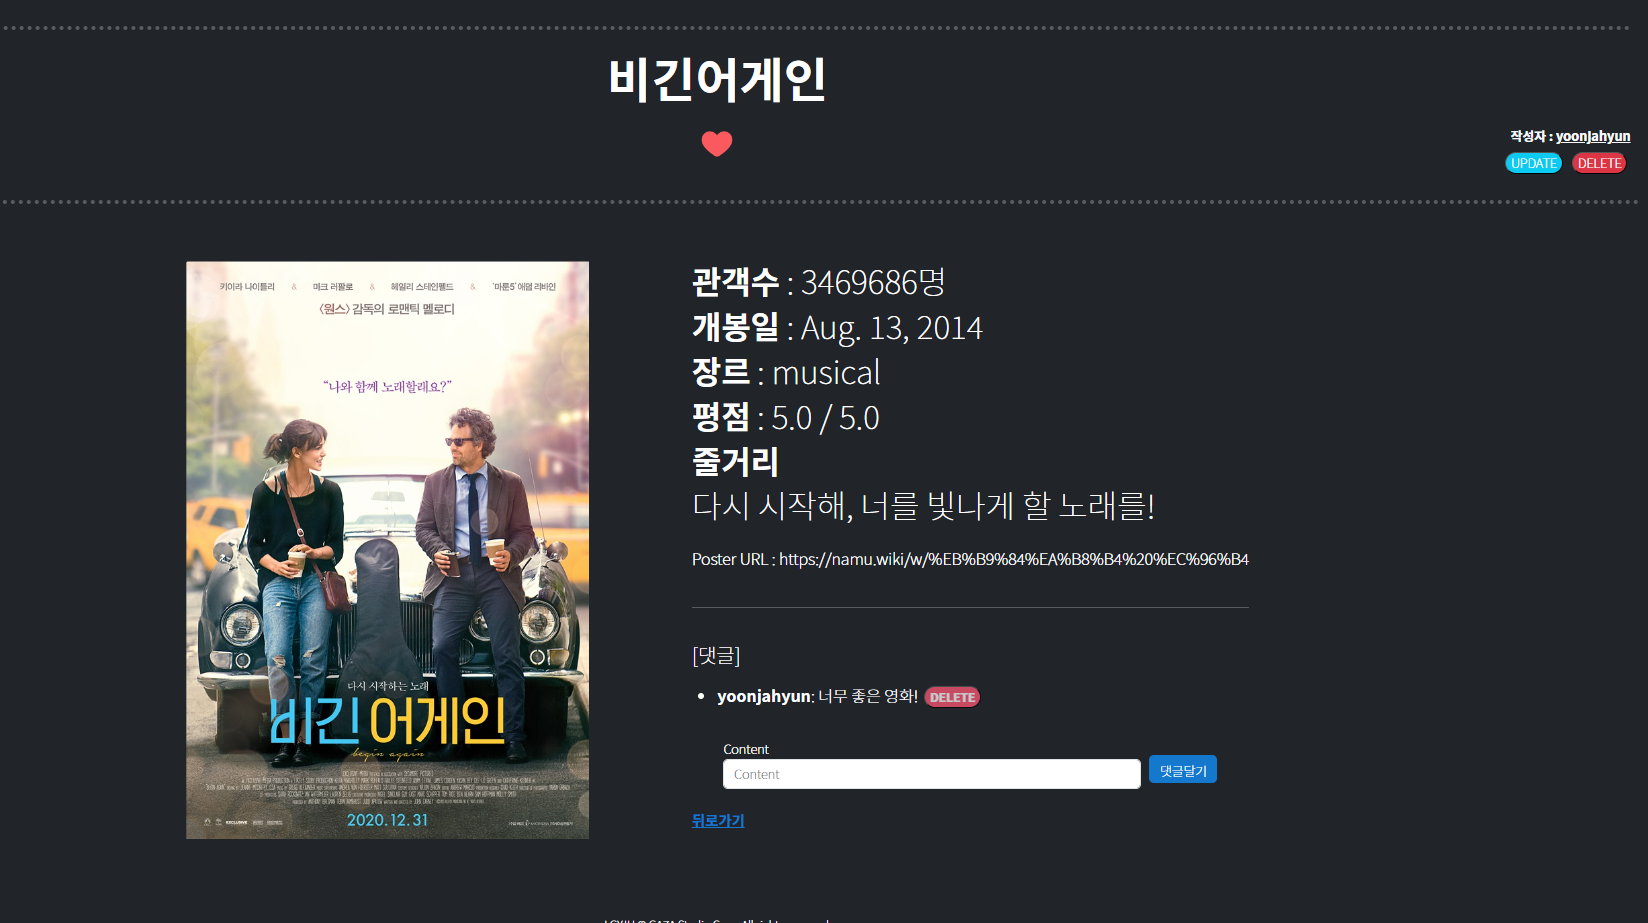 비긴어게인
작성자 : yoonjahyun
UPDATE DELETE
키이라 나이틀리 & 마크 러팔로 & 헤일리 스테인펠드 & '마룬5' 애덤 리바인
〈원스〉 감독의 로맨틱 멜로디
“나와 함께 노래할래요?”
다시 시작하는 노래
비긴 어게인
begin again
2020.12.31
관객수 : 3469686명
개봉일 : Aug. 13, 2014
장르 : musical
평점 : 5.0 / 5.0
줄거리
다시 시작해, 너를 빛나게 할 노래를!
Poster URL : https://namu.wiki/w/%EB%B9%84%EA%B8%B4%20%EC%96%B4
[댓글]
yoonjahyun: 너무 좋은 영화! DELETE
Content
Content
댓글달기
뒤로가기